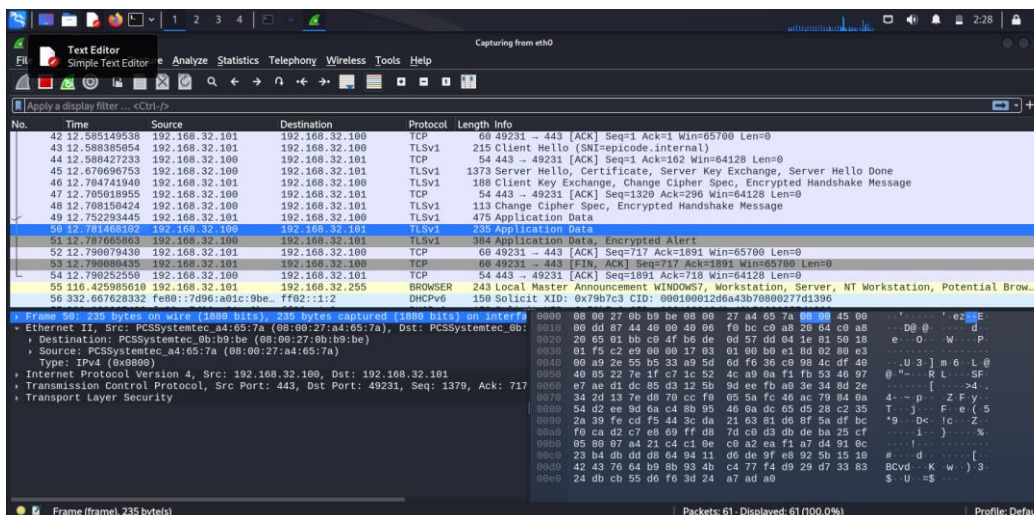 1 2 3 4 2:28
Text Editor
Simple Text Editor
Capturing from eth0
Analyze Statistics Telephony Wireless Tools Help
Apply a display filter ... <Ctrl-/>
No. Time Source Destination Protocol Length Info
42 12.585149538 192.168.32.101 192.168.32.100 TCP 60 49231 → 443 [ACK] Seq=1 Ack=1 Win=65700 Len=0
43 12.588385054 192.168.32.101 192.168.32.100 TLSv1 215 Client Hello (SNI=epicode.internal)
44 12.588427233 192.168.32.100 192.168.32.101 TCP 54 443 → 49231 [ACK] Seq=1 Ack=162 Win=64128 Len=0
45 12.670696753 192.168.32.100 192.168.32.101 TLSv1 1373 Server Hello, Certificate, Server Key Exchange, Server Hello Done
46 12.704741940 192.168.32.101 192.168.32.100 TLSv1 188 Client Key Exchange, Change Cipher Spec, Encrypted Handshake Message
47 12.705018955 192.168.32.100 192.168.32.101 TCP 54 443 → 49231 [ACK] Seq=1320 Ack=296 Win=64128 Len=0
48 12.708150424 192.168.32.100 192.168.32.101 TLSv1 113 Change Cipher Spec, Encrypted Handshake Message
49 12.752293445 192.168.32.101 192.168.32.100 TLSv1 475 Application Data
50 12.781468102 192.168.32.100 192.168.32.101 TLSv1 235 Application Data
51 12.787665863 192.168.32.100 192.168.32.101 TLSv1 384 Application Data, Encrypted Alert
52 12.790079430 192.168.32.101 192.168.32.100 TCP 60 49231 → 443 [ACK] Seq=717 Ack=1891 Win=65700 Len=0
53 12.790080435 192.168.32.101 192.168.32.100 TCP 60 49231 → 443 [FIN, ACK] Seq=717 Ack=1891 Win=65700 Len=0
54 12.790252550 192.168.32.100 192.168.32.101 TCP 54 443 → 49231 [ACK] Seq=1891 Ack=718 Win=64128 Len=0
55 116.425985610 192.168.32.101 192.168.32.255 BROWSER 243 Local Master Announcement WINDOWS7, Workstation, Server, NT Workstation, Potential Brow...
56 332.667628332 fe80::7d96:a01c:9be... ff02::1:2 DHCPv6 150 Solicit XID: 0x79b7c3 CID: 000100012d6a43b70800277d1396
Frame 50: 235 bytes on wire (1880 bits), 235 bytes captured (1880 bits) on interfa
Ethernet II, Src: PCSSystemtec_a4:65:7a (08:00:27:a4:65:7a), Dst: PCSSystemtec_0b:
Destination: PCSSystemtec_0b:b9:be (08:00:27:0b:b9:be)
Source: PCSSystemtec_a4:65:7a (08:00:27:a4:65:7a)
Type: IPv4 (0x0800)
Internet Protocol Version 4, Src: 192.168.32.100, Dst: 192.168.32.101
Transmission Control Protocol, Src Port: 443, Dst Port: 49231, Seq: 1379, Ack: 717
Transport Layer Security
0000 08 00 27 0b b9 be 08 00 27 a4 65 7a 08 00 45 00
0010 00 dd 87 44 40 00 40 06 f0 bc c0 a8 20 64 c0 a8
0020 20 65 01 bb c0 4f b6 de 0d 57 dd 04 1e 81 50 18
0030 01 f5 c2 e9 00 00 17 03 01 00 b0 e1 8d 02 80 e3
0040 00 a9 2e 55 b5 33 a9 5d 6d f6 36 c0 98 4c df 40
0050 40 85 22 7e 1f c7 1c 52 4c a9 0a f1 fb 53 46 97
0060 e7 ae d1 dc 85 d3 12 5b 9d ee fb a0 3e 34 8d 2e
0070 34 2d 13 7e d8 70 cc f0 05 5a fc 46 ac 79 84 0a
0080 54 d2 ee 9d 6a c4 8b 95 46 0a dc 65 d5 28 c2 35
0090 2a 39 fe cd f5 44 3c da 21 63 81 d6 8f 5a df bc
00a0 f0 ca d2 c7 e8 69 ff d8 7d c0 d3 db de ba 25 cf
00b0 05 80 07 a4 21 c4 c1 0e c0 a2 ea f1 a7 d4 91 0c
00c0 23 b4 db dd d8 64 94 11 d6 de 9f e8 92 5b 15 10
00d0 42 43 76 64 b9 8b 93 4b c4 77 f4 d9 29 d7 33 83
00e0 24 db cb 55 d6 f6 3d 24 a7 ad a0
Frame (frame), 235 byte(s) Packets: 61 · Displayed: 61 (100.0%) Profile: Defau